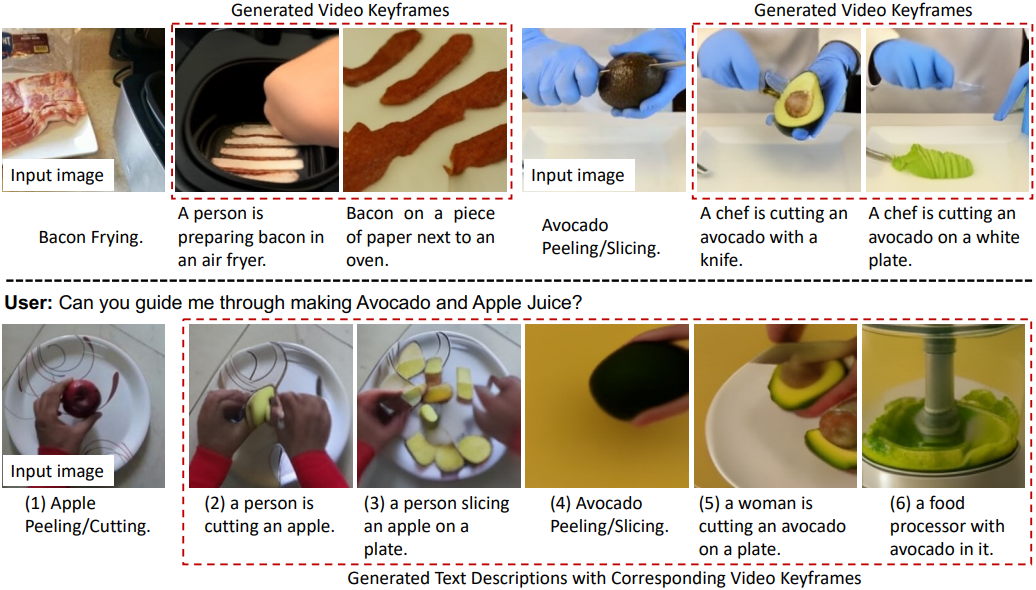 Generated Video Keyframes
Generated Video Keyframes
Input image
Input image
Bacon Frying.
A person is
preparing bacon in
an air fryer.
Bacon on a piece
of paper next to an
oven.
Avocado
Peeling/Slicing.
A chef is cutting an
avocado with a
knife.
A chef is cutting an
avocado on a white
plate.
User: Can you guide me through making Avocado and Apple Juice?
Input image
(1) Apple
Peeling/Cutting.
(2) a person is
cutting an apple.
(3) a person slicing
an apple on a
plate.
(4) Avocado
Peeling/Slicing.
(5) a woman is
cutting an avocado
on a plate.
(6) a food
processor with
avocado in it.
Generated Text Descriptions with Corresponding Video Keyframes